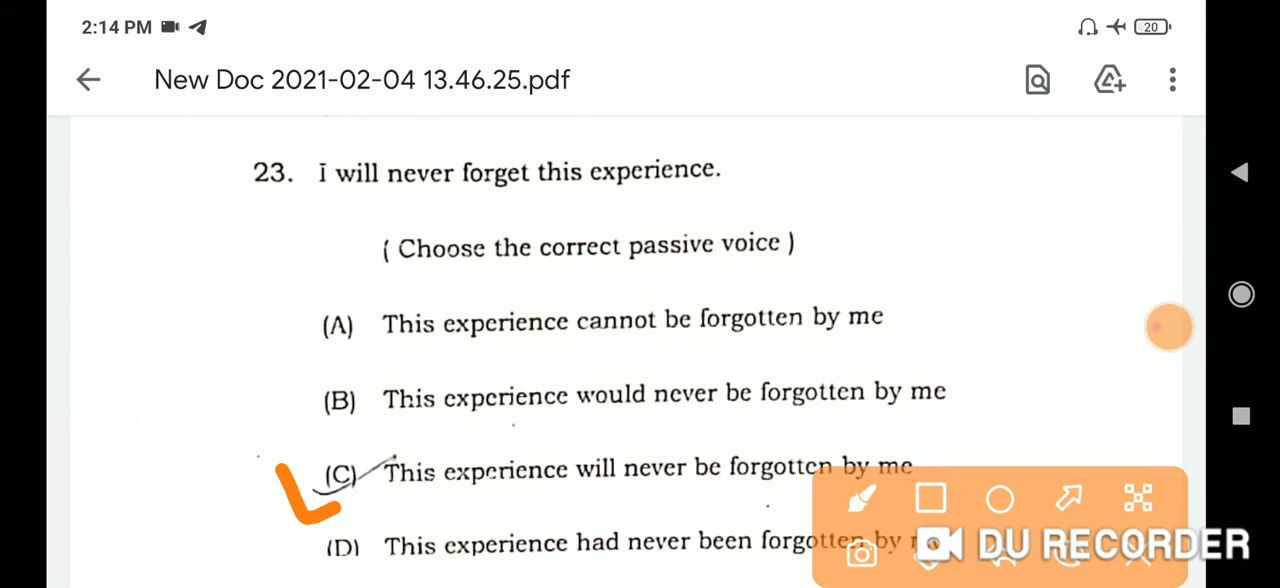 2:14 PM
20
New Doc 2021-02-04 13.46.25.pdf
23. I will never forget this experience.
( Choose the correct passive voice )
(A) This experience cannot be forgotten by me
(B) This experience would never be forgotten by me
(C) This experience will never be forgotten by me
(D) This experience had never been forgotten by
DU RECORDER